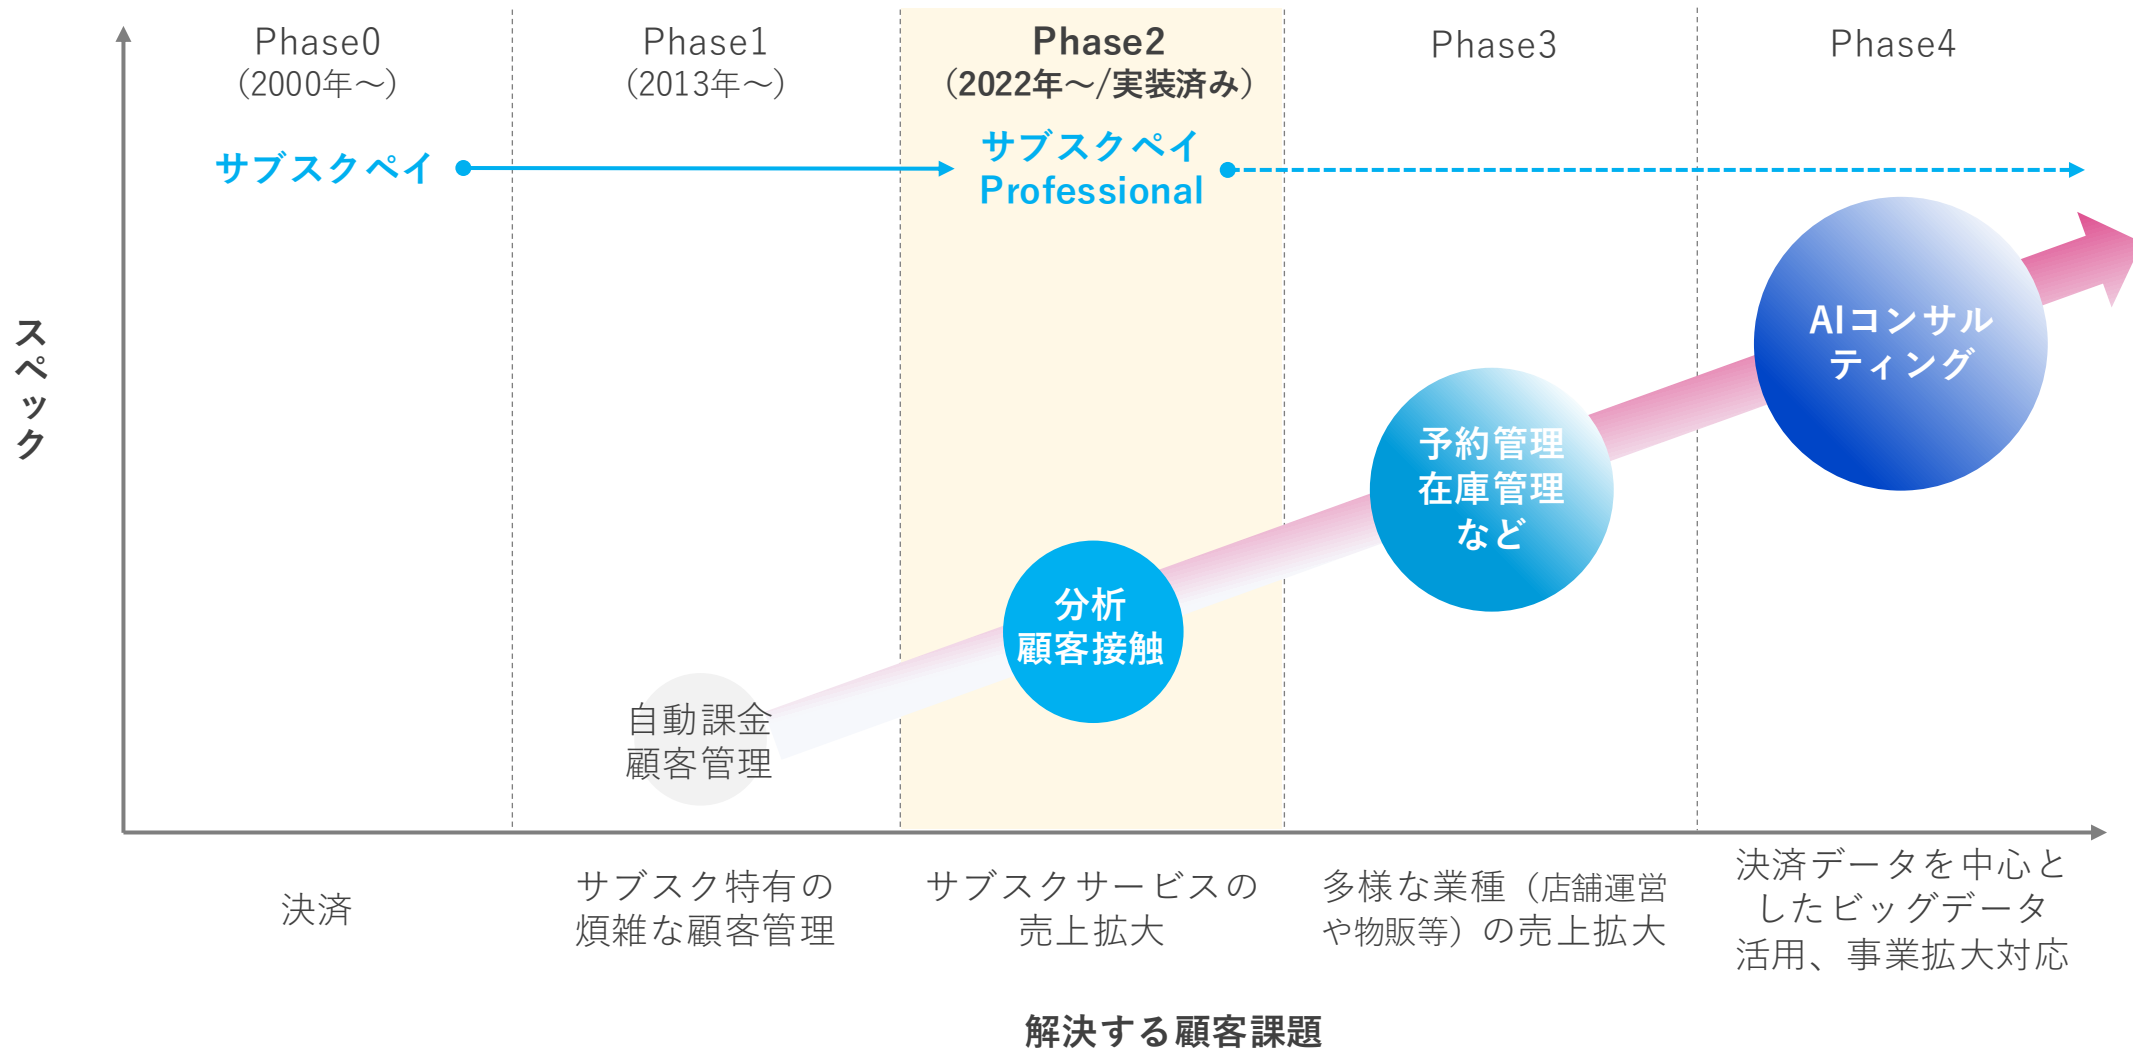 Phase0
（2000年～）
Phase1
（2013年～）
Phase2
（2022年～/実装済み）
Phase3
Phase4
サブスクペイ
サブスクペイ
Professional
スペック
AIコンサル
ティング
予約管理
在庫管理
など
分析
顧客接触
自動課金
顧客管理
決済
サブスク特有の
煩雑な顧客管理
サブスクサービスの
売上拡大
多様な業種（店舗運営
や物販等）の売上拡大
決済データを中心と
したビッグデータ
活用、事業拡大対応
解決する顧客課題